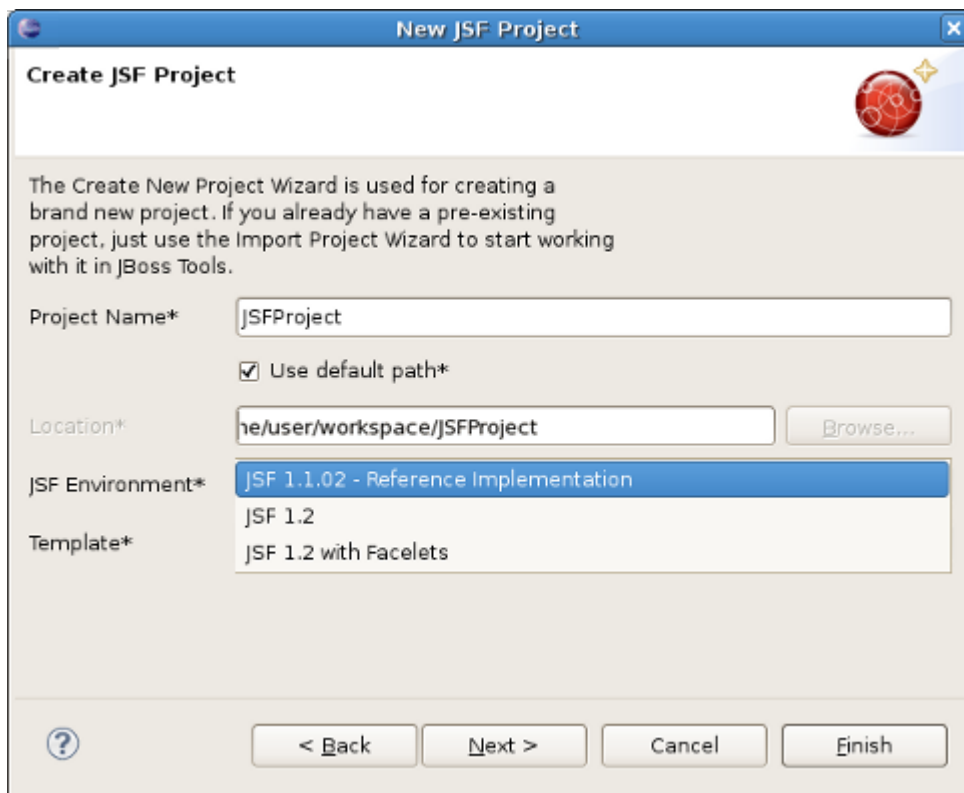 New JSF Project
Create JSF Project
The Create New Project Wizard is used for creating a
brand new project. If you already have a pre-existing
project, just use the Import Project Wizard to start working
with it in JBoss Tools.
Project Name* JSFProject
Use default path*
Location* ne/user/workspace/JSFProject Browse...
JSF Environment* JSF 1.1.02 - Reference Implementation
JSF 1.2
Template*
JSF 1.2 with Facelets
? < Back Next > Cancel Finish